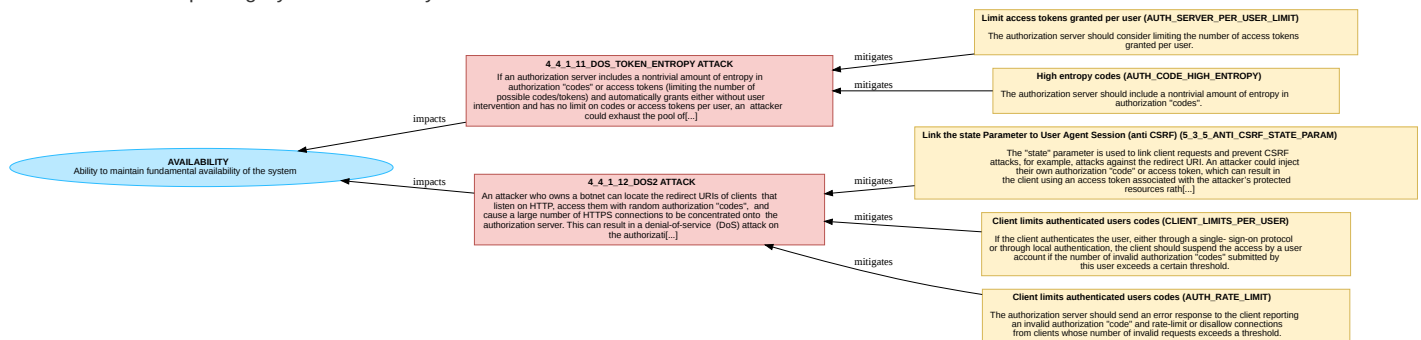 Limit access tokens granted per user (AUTH_SERVER_PER_USER_LIMIT)
The authorization server should consider limiting the number of access tokens
granted per user.
mitigates
4_4_1_11_DOS_TOKEN_ENTROPY ATTACK
If an authorization server includes a nontrivial amount of entropy in
authorization "codes" or access tokens (limiting the number of
possible codes/tokens) and automatically grants either without user
intervention and has no limit on codes or access tokens per user, an attacker
could exhaust the pool of[...]
mitigates
High entropy codes (AUTH_CODE_HIGH_ENTROPY)
The authorization server should include a nontrivial amount of entropy in
authorization "codes".
impacts
AVAILABILITY
Ability to maintain fundamental availability of the system
impacts
4_4_1_12_DOS2 ATTACK
An attacker who owns a botnet can locate the redirect URIs of clients that
listen on HTTP, access them with random authorization "codes", and
cause a large number of HTTPS connections to be concentrated onto the
authorization server. This can result in a denial-of-service (DoS) attack on
the authorizati[...]
mitigates
Link the state Parameter to User Agent Session (anti CSRF) (5_3_5_ANTI_CSRF_STATE_PARAM)
The "state" parameter is used to link client requests and prevent CSRF
attacks, for example, attacks against the redirect URI. An attacker could inject
their own authorization "code" or access token, which can result in
the client using an access token associated with the attacker's protected
resources rath[...]
mitigates
Client limits authenticated users codes (CLIENT_LIMITS_PER_USER)
If the client authenticates the user, either through a single- sign-on protocol
or through local authentication, the client should suspend the access by a user
account if the number of invalid authorization "codes" submitted by
this user exceeds a certain threshold.
mitigates
Client limits authenticated users codes (AUTH_RATE_LIMIT)
The authorization server should send an error response to the client reporting
an invalid authorization "code" and rate-limit or disallow connections
from clients whose number of invalid requests exceeds a threshold.